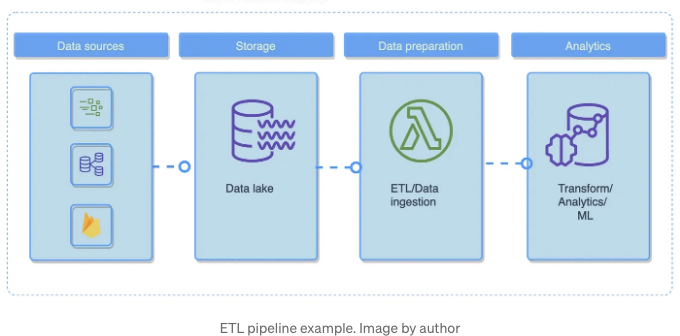 Data sources
Storage
Data preparation
Analytics
Data lake
ETL/Data
ingestion
Transform/
Analytics/
ML
ETL pipeline example. Image by author